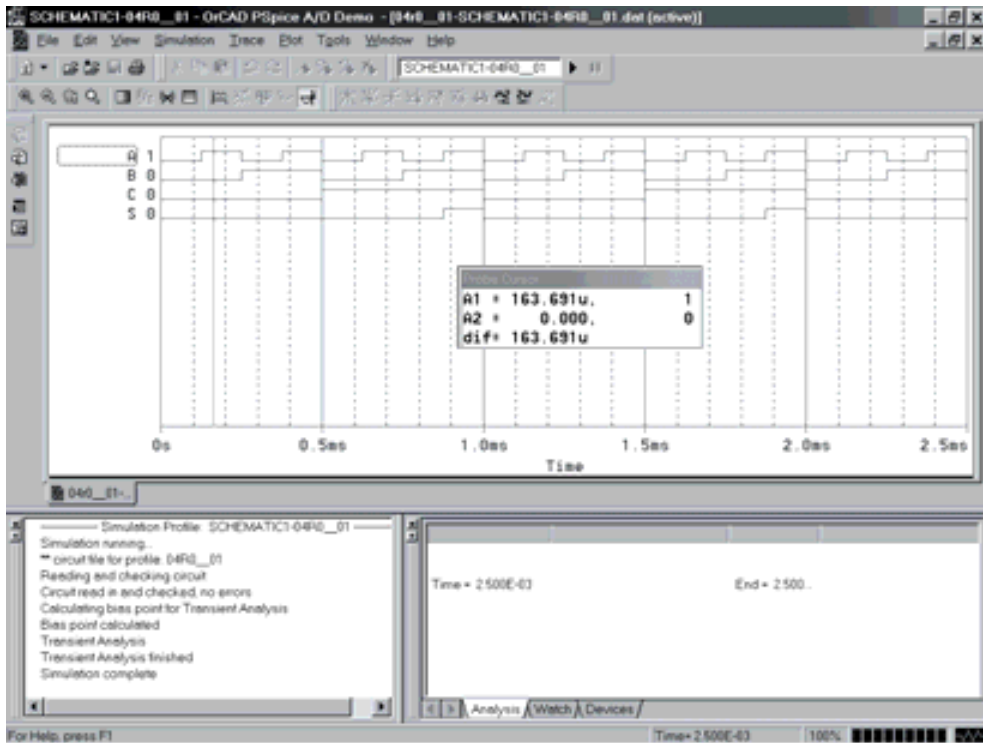 SCHEMATIC1-04R0__01 - OrCAD PSpice A/D Demo - [04r0__01-SCHEMATIC1-04R0__01.dat (active)]
File Edit View Simulation Trace Plot Tools Window Help
SCHEMATIC1-04R0__01
A 1
B 0
C 0
S 0
Probe Cursor
A1 = 163.691u, 1
A2 = 0.000, 0
dif= 163.691u
0s 0.5ms 1.0ms 1.5ms 2.0ms 2.5ms
Time
04r0__01-...
Simulation Profile: SCHEMATIC1-04R0__01
Simulation running...
** circuit file for profile: 04R0__01
Reading and checking circuit
Circuit read in and checked, no errors
Calculating bias point for Transient Analysis
Bias point calculated
Transient Analysis
Transient Analysis finished
Simulation complete
Time = 2.500E-03 End = 2.500...
Analysis Watch Devices
For Help, press F1 Time= 2.500E-03 100%